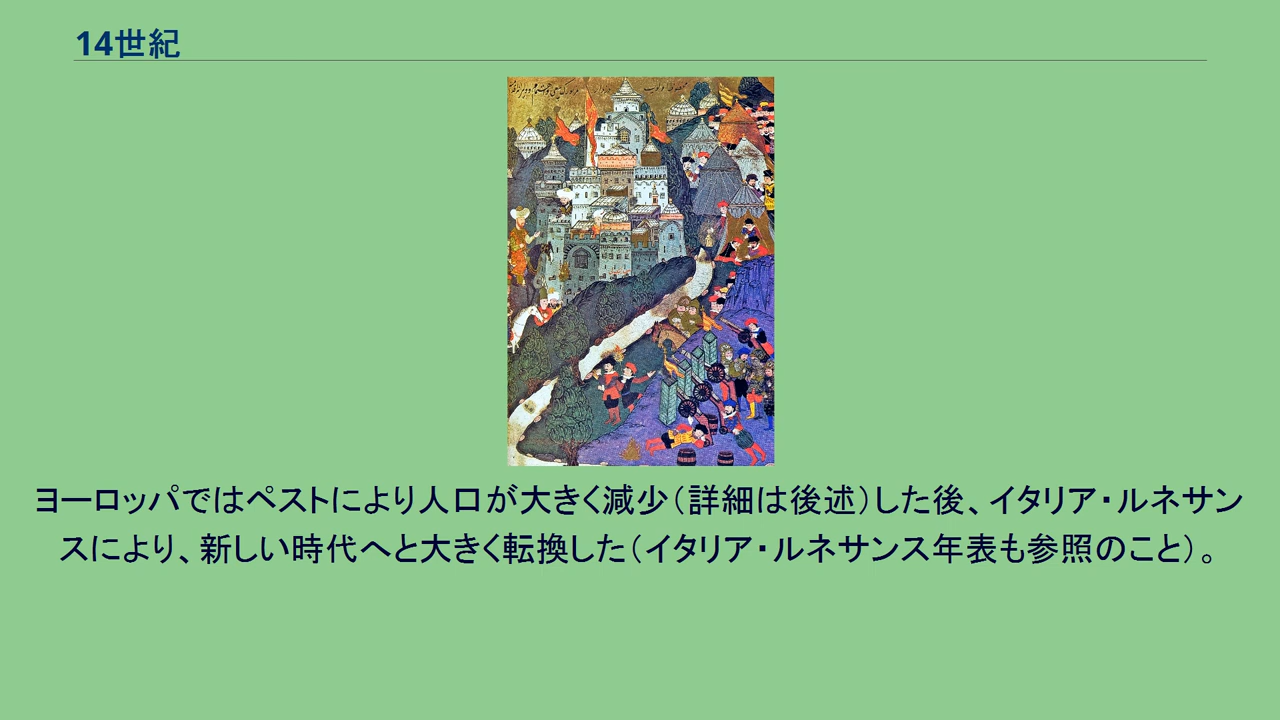 14世紀
ヨーロッパではペストにより人口が大きく減少（詳細は後述）した後、イタリア・ルネサン
スにより、新しい時代へと大きく転換した（イタリア・ルネサンス年表も参照のこと）。